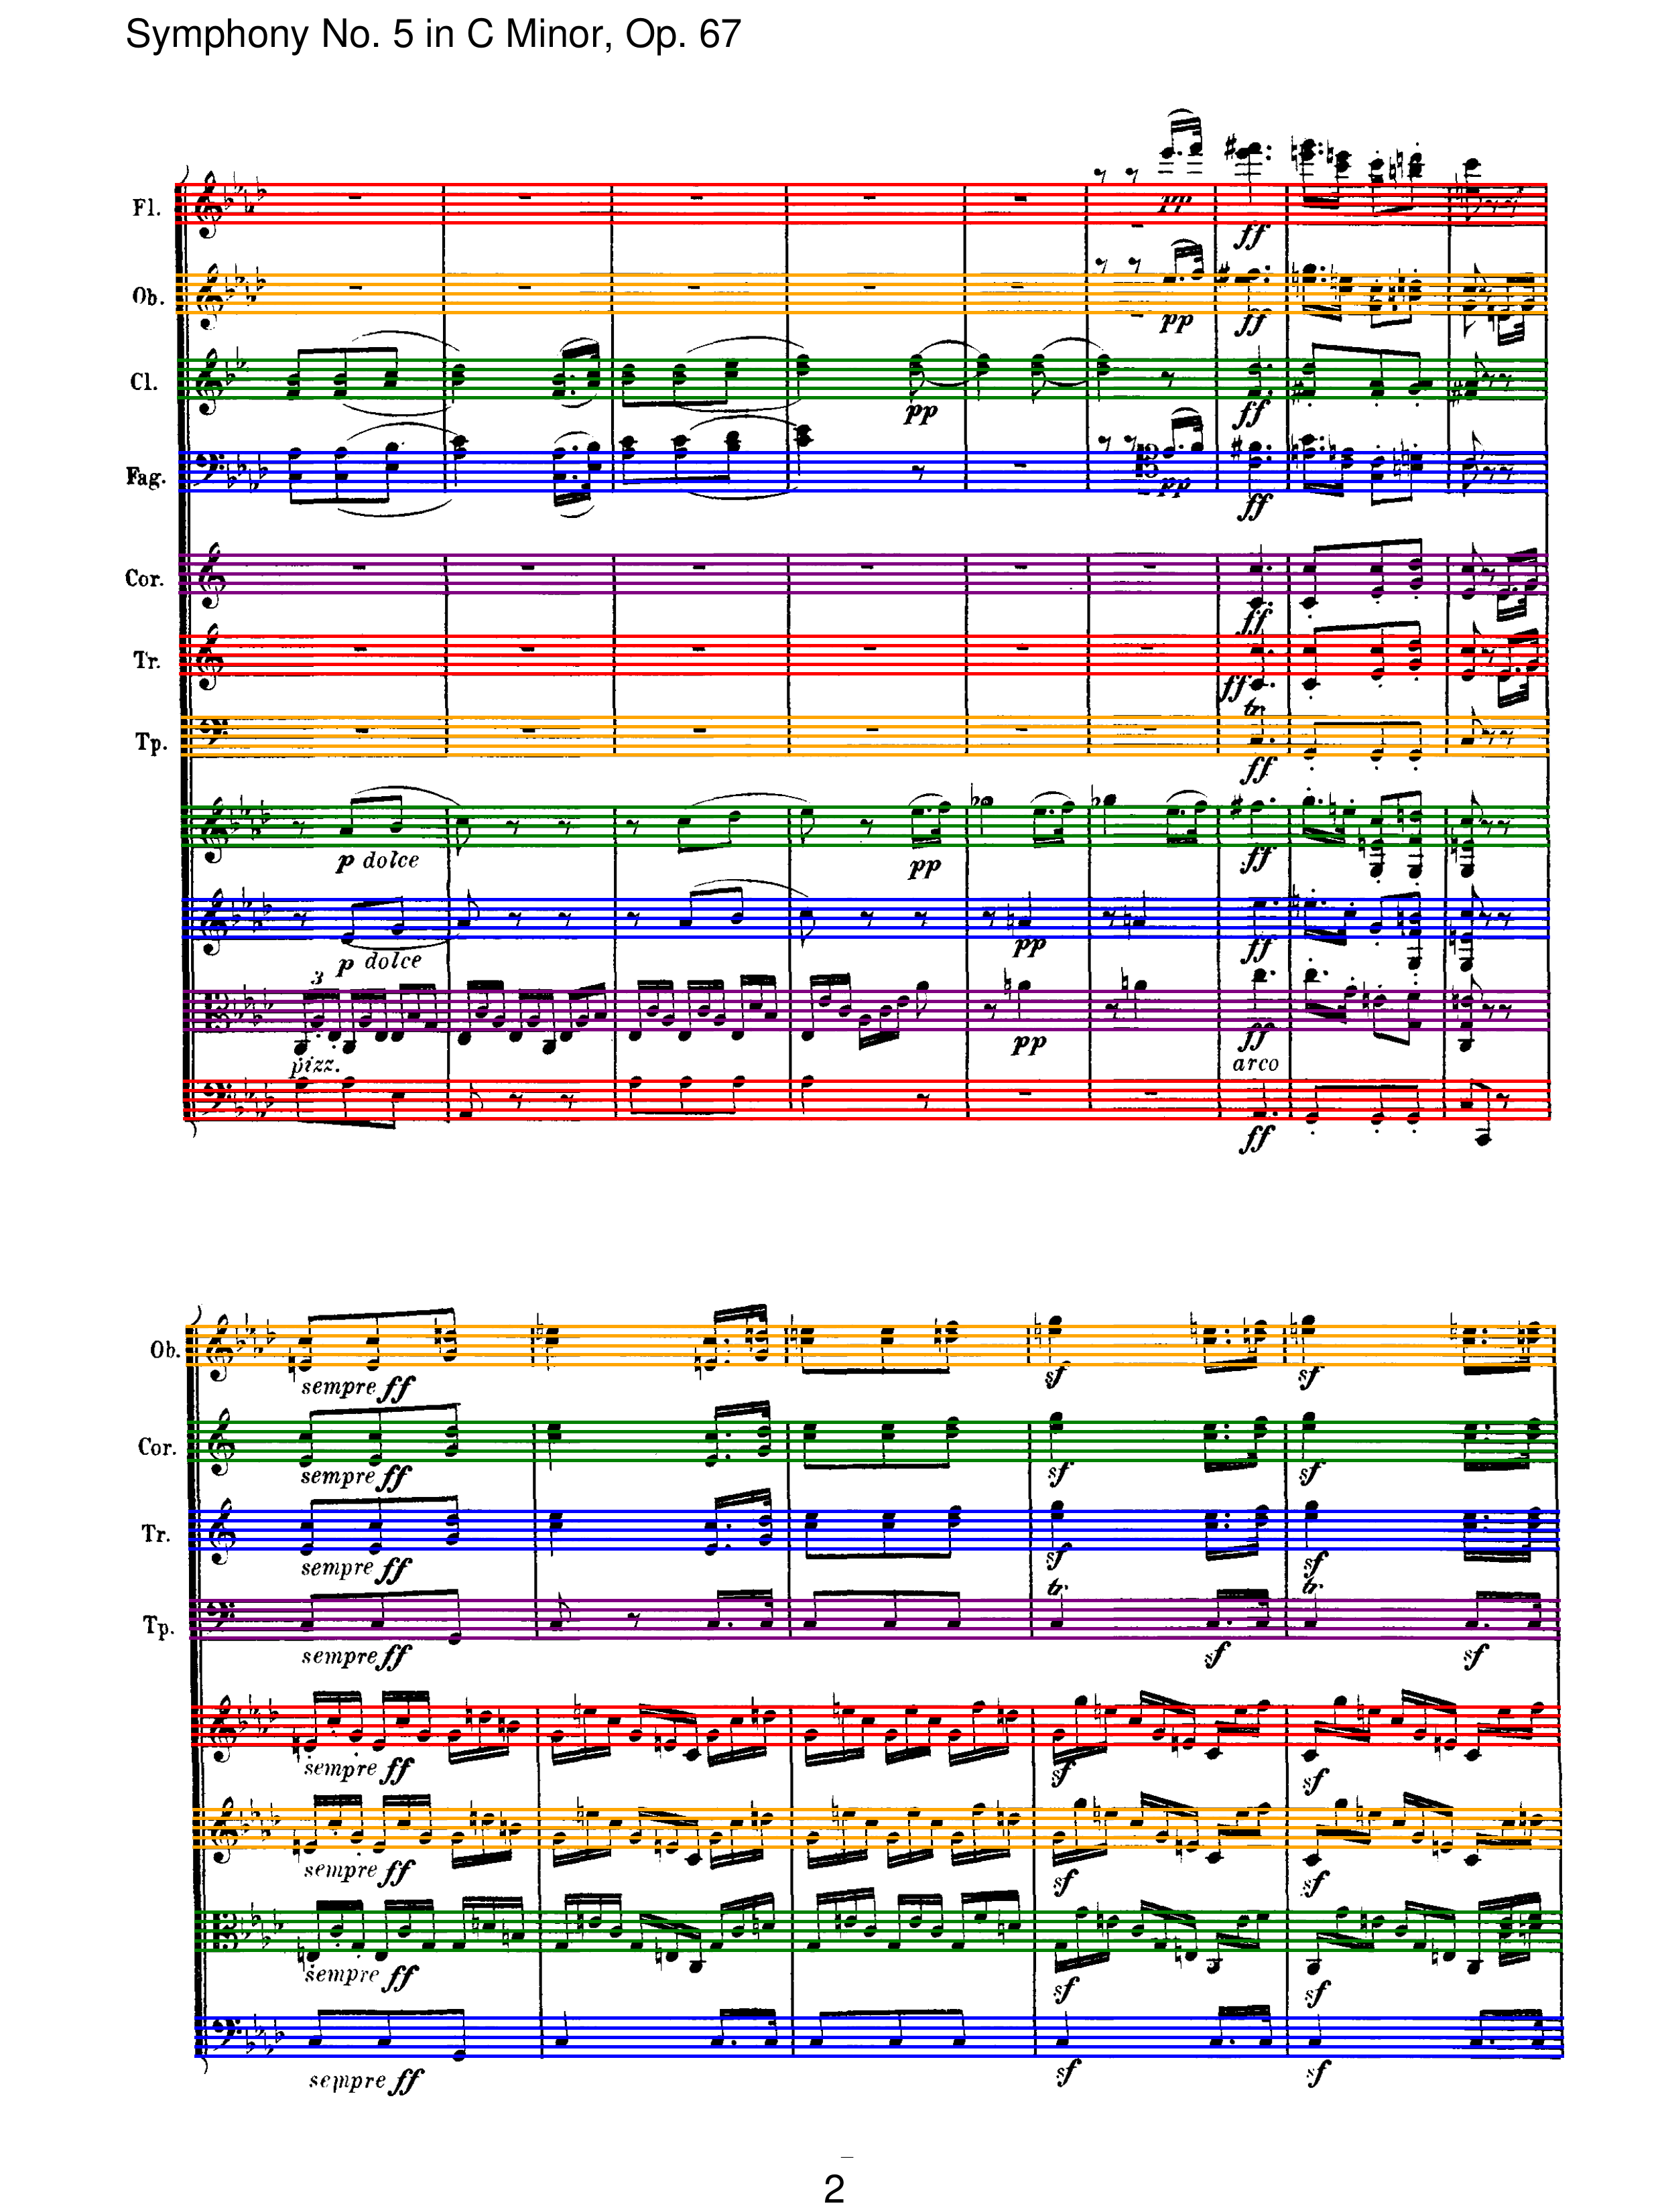 Symphony No. 5 in C Minor, Op. 67
Fl.
pp
ff
Ob.
pp
ff
Cl.
pp
ff
Fag.
pp
ff
Cor.
ff
Tr.
ff
tr
Tp.
ff
p dolce
pp
ff
p dolce
pp
ff
3
pp
ff
pizz.
arco
ff
Ob.
sempre ff
sf
sf
Cor.
sempre ff
sf
sf
Tr.
sempre ff
sf
sf
tr
tr
Tp.
sempre ff
sf
sf
sempre ff
sf
sf
sempre ff
sf
sf
sempre ff
sf
sf
sempre ff
sf
sf
2